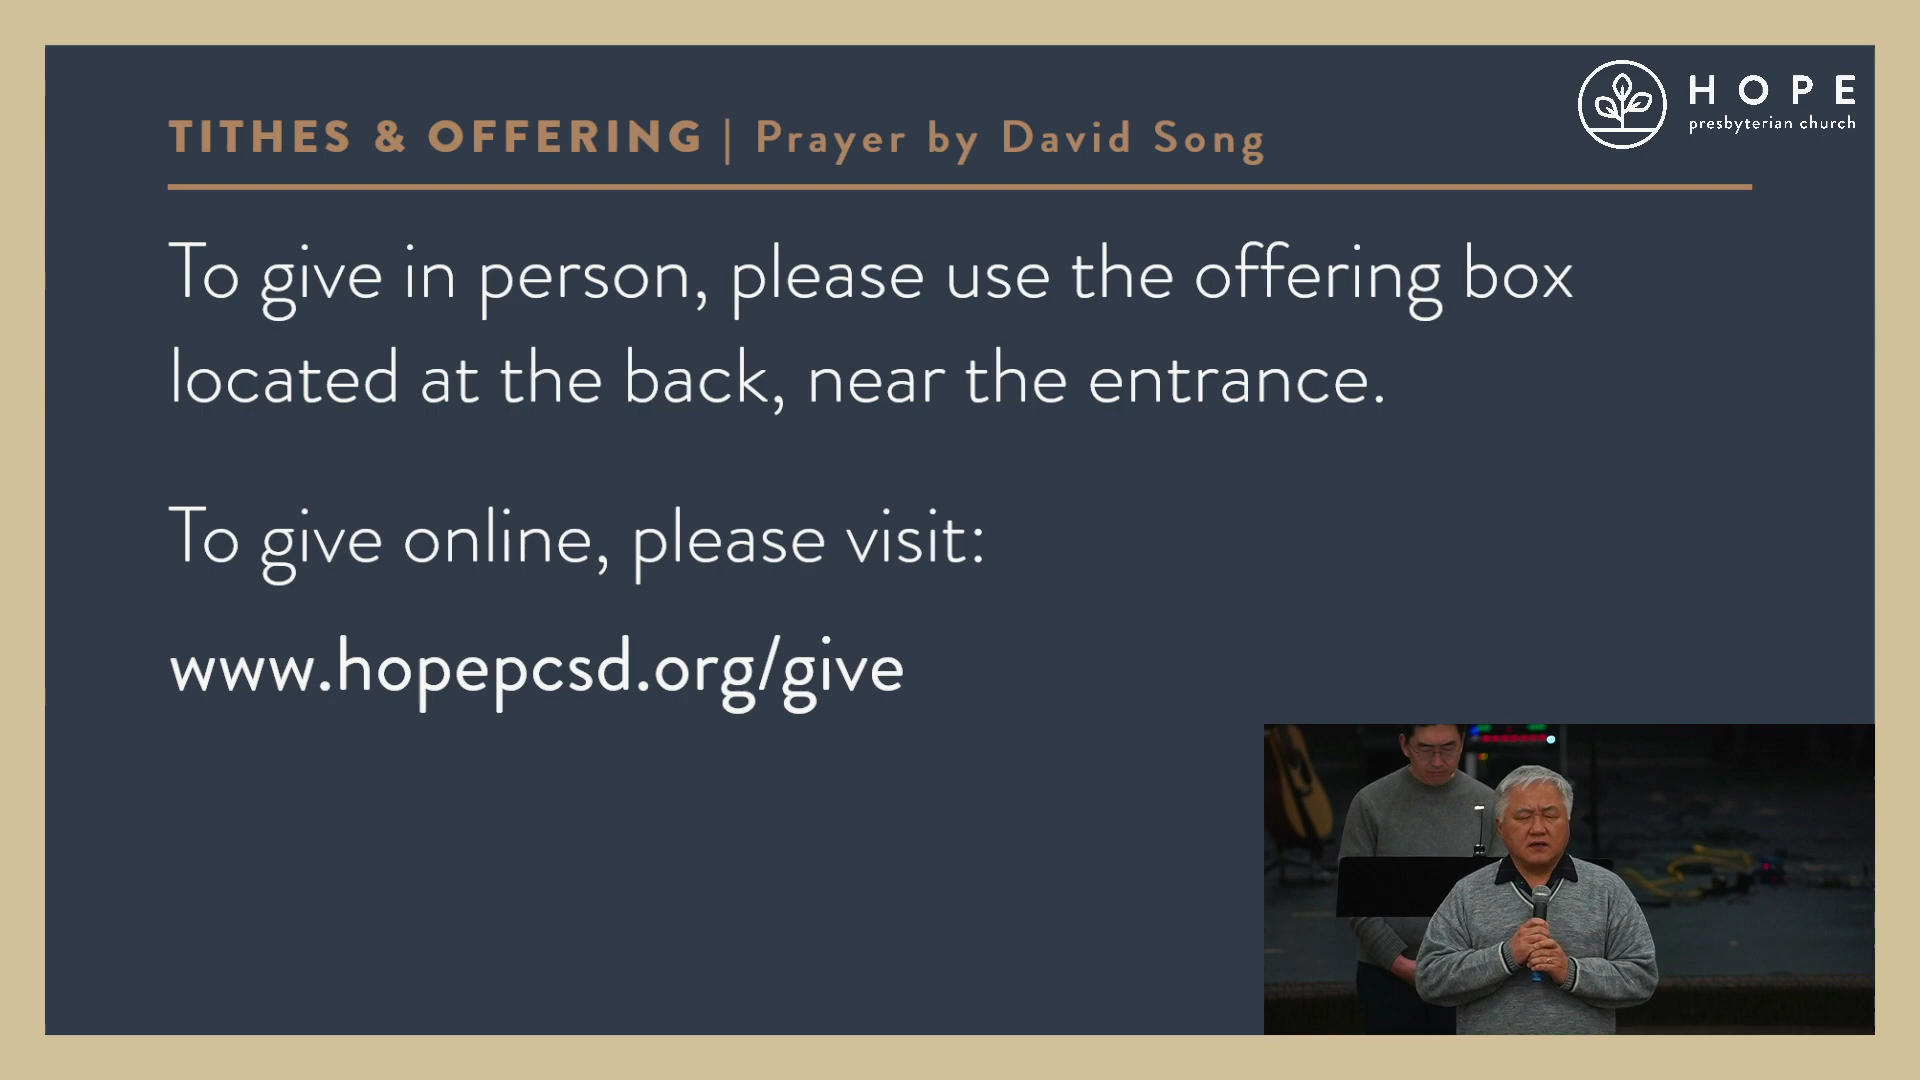 TITHES & OFFERING | Prayer by David Song
HOPE
presbyterian church
To give in person, please use the offering box
located at the back, near the entrance.
To give online, please visit:
www.hopepcsd.org/give